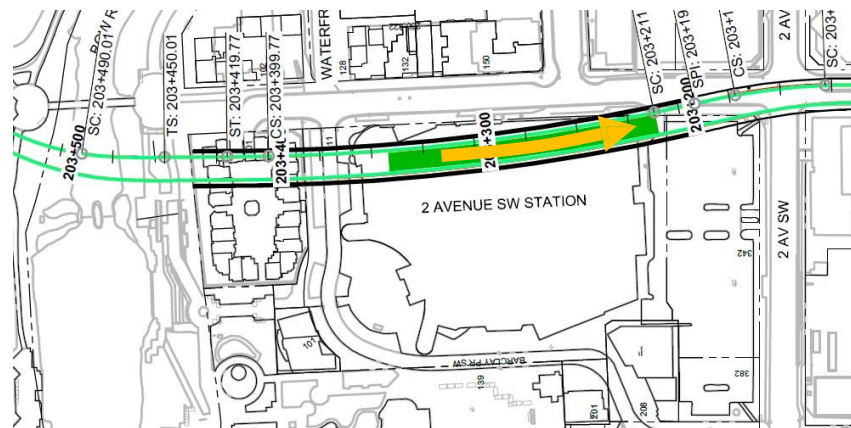 2 AV
SC: 203+211
SPI: 203+19
203+200
CS: 203+1
SC: 203+
WATERFR
128
132
150
102
SC: 203+490.01
TS: 203+450.01
ST: 203+419.77
CS: 203+399.77
203+500
203+4
111
+300
2 AVENUE SW STATION
2 AV SW
342
101
BARCLAY PR SW
139
382
201
208